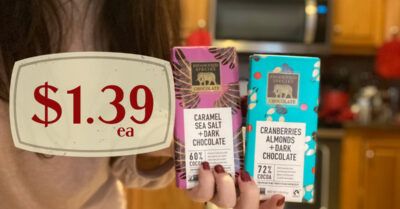 $1.39
ea
ENDANGERED
SPECIES
CHOCOLATE
CARAMEL
SEA SALT
+ DARK
CHOCOLATE
60%
COCOA
ENDANGERED
SPECIES
CHOCOLATE
CRANBERRIES
ALMONDS
+ DARK
CHOCOLATE
72%
COCOA